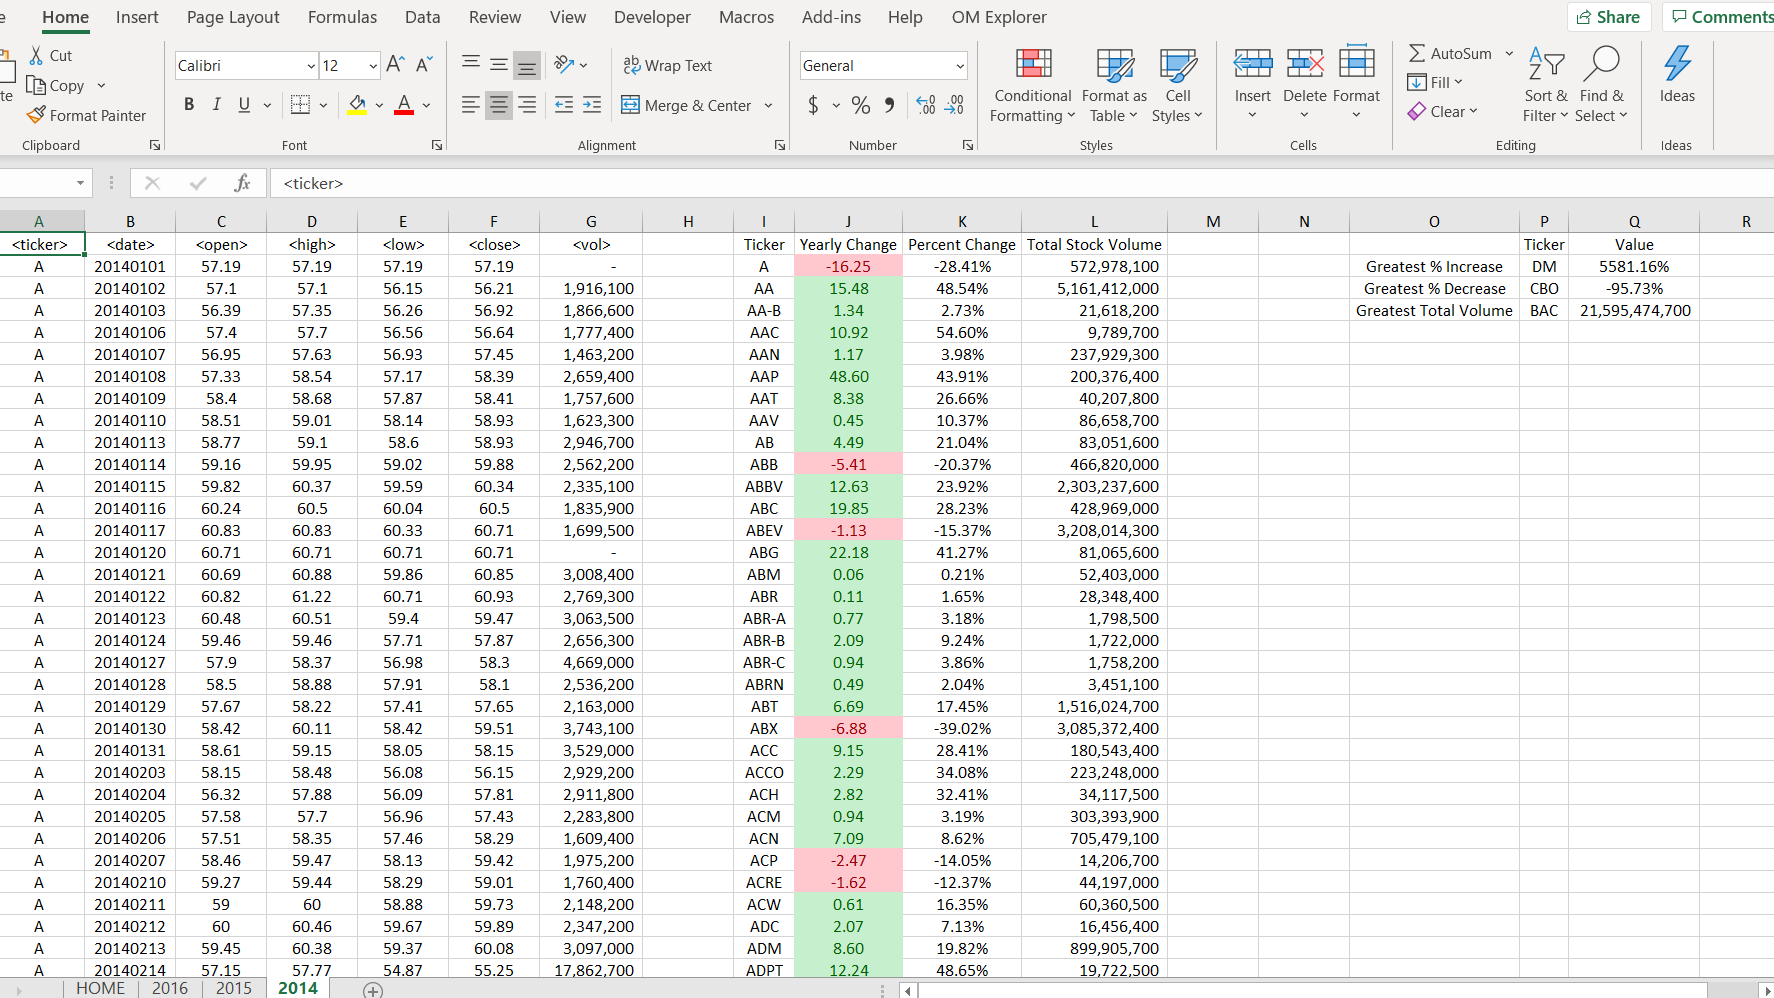 Home Insert Page Layout Formulas Data Review View Developer Macros Add-ins Help OM Explorer Share Comments
Cut
Copy
Format Painter
Clipboard
Calibri 12
B I U A
Font
Wrap Text
Merge & Center
Alignment
General
$ % 9
Number
Conditional Formatting Format as Table Cell Styles
Styles
Insert Delete Format
Cells
AutoSum
Fill
Clear
Sort & Filter Find & Select
Editing
Ideas
Ideas
fx <ticker>
A B C D E F G H I J K L M N O P Q R
<ticker> <date> <open> <high> <low> <close> <vol> Ticker Yearly Change Percent Change Total Stock Volume Ticker Value
A 20140101 57.19 57.19 57.19 57.19 - A -16.25 -28.41% 572,978,100 Greatest % Increase DM 5581.16%
A 20140102 57.1 57.1 56.15 56.21 1,916,100 AA 15.48 48.54% 5,161,412,000 Greatest % Decrease CBO -95.73%
A 20140103 56.39 57.35 56.26 56.92 1,866,600 AA-B 1.34 2.73% 21,618,200 Greatest Total Volume BAC 21,595,474,700
A 20140106 57.4 57.7 56.56 56.64 1,777,400 AAC 10.92 54.60% 9,789,700
A 20140107 56.95 57.63 56.93 57.45 1,463,200 AAN 1.17 3.98% 237,929,300
A 20140108 57.33 58.54 57.17 58.39 2,659,400 AAP 48.60 43.91% 200,376,400
A 20140109 58.4 58.68 57.87 58.41 1,757,600 AAT 8.38 26.66% 40,207,800
A 20140110 58.51 59.01 58.14 58.93 1,623,300 AAV 0.45 10.37% 86,658,700
A 20140113 58.77 59.1 58.6 58.93 2,946,700 AB 4.49 21.04% 83,051,600
A 20140114 59.16 59.95 59.02 59.88 2,562,200 ABB -5.41 -20.37% 466,820,000
A 20140115 59.82 60.37 59.59 60.34 2,335,100 ABBV 12.63 23.92% 2,303,237,600
A 20140116 60.24 60.5 60.04 60.5 1,835,900 ABC 19.85 28.23% 428,969,000
A 20140117 60.83 60.83 60.33 60.71 1,699,500 ABEV -1.13 -15.37% 3,208,014,300
A 20140120 60.71 60.71 60.71 60.71 - ABG 22.18 41.27% 81,065,600
A 20140121 60.69 60.88 59.86 60.85 3,008,400 ABM 0.06 0.21% 52,403,000
A 20140122 60.82 61.22 60.71 60.93 2,769,300 ABR 0.11 1.65% 28,348,400
A 20140123 60.48 60.51 59.4 59.47 3,063,500 ABR-A 0.77 3.18% 1,798,500
A 20140124 59.46 59.46 57.71 57.87 2,656,300 ABR-B 2.09 9.24% 1,722,000
A 20140127 57.9 58.37 56.98 58.3 4,669,000 ABR-C 0.94 3.86% 1,758,200
A 20140128 58.5 58.88 57.91 58.1 2,536,200 ABRN 0.49 2.04% 3,451,100
A 20140129 57.67 58.22 57.41 57.65 2,163,000 ABT 6.69 17.45% 1,516,024,700
A 20140130 58.42 60.11 58.42 59.51 3,743,100 ABX -6.88 -39.02% 3,085,372,400
A 20140131 58.61 59.15 58.05 58.15 3,529,000 ACC 9.15 28.41% 180,543,400
A 20140203 58.15 58.48 56.08 56.15 2,929,200 ACCO 2.29 34.08% 223,248,000
A 20140204 56.32 57.88 56.09 57.81 2,911,800 ACH 2.82 32.41% 34,117,500
A 20140205 57.58 57.7 56.96 57.43 2,283,800 ACM 0.94 3.19% 303,393,900
A 20140206 57.51 58.35 57.46 58.29 1,609,400 ACN 7.09 8.62% 705,479,100
A 20140207 58.46 59.47 58.13 59.42 1,975,200 ACP -2.47 -14.05% 14,206,700
A 20140210 59.27 59.44 58.29 59.01 1,760,400 ACRE -1.62 -12.37% 44,197,000
A 20140211 59 60 58.88 59.73 2,148,200 ACW 0.61 16.35% 60,360,500
A 20140212 60 60.46 59.67 59.89 2,347,200 ADC 2.07 7.13% 16,456,400
A 20140213 59.45 60.38 59.37 60.08 3,097,000 ADM 8.60 19.82% 899,905,700
A 20140214 57.15 57.77 54.87 55.25 17,862,700 ADPT 12.24 48.65% 19,722,500
HOME 2016 2015 2014